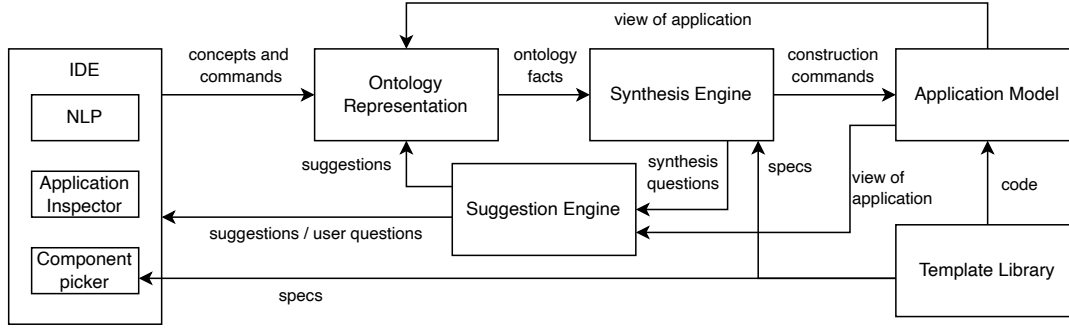 view of application
IDE
concepts and
commands
ontology
facts
construction
commands
NLP
Ontology
Representation
Synthesis Engine
Application Model
suggestions
synthesis
questions
specs
view of
application
code
Application
Inspector
Suggestion Engine
suggestions / user questions
Component
picker
Template Library
specs